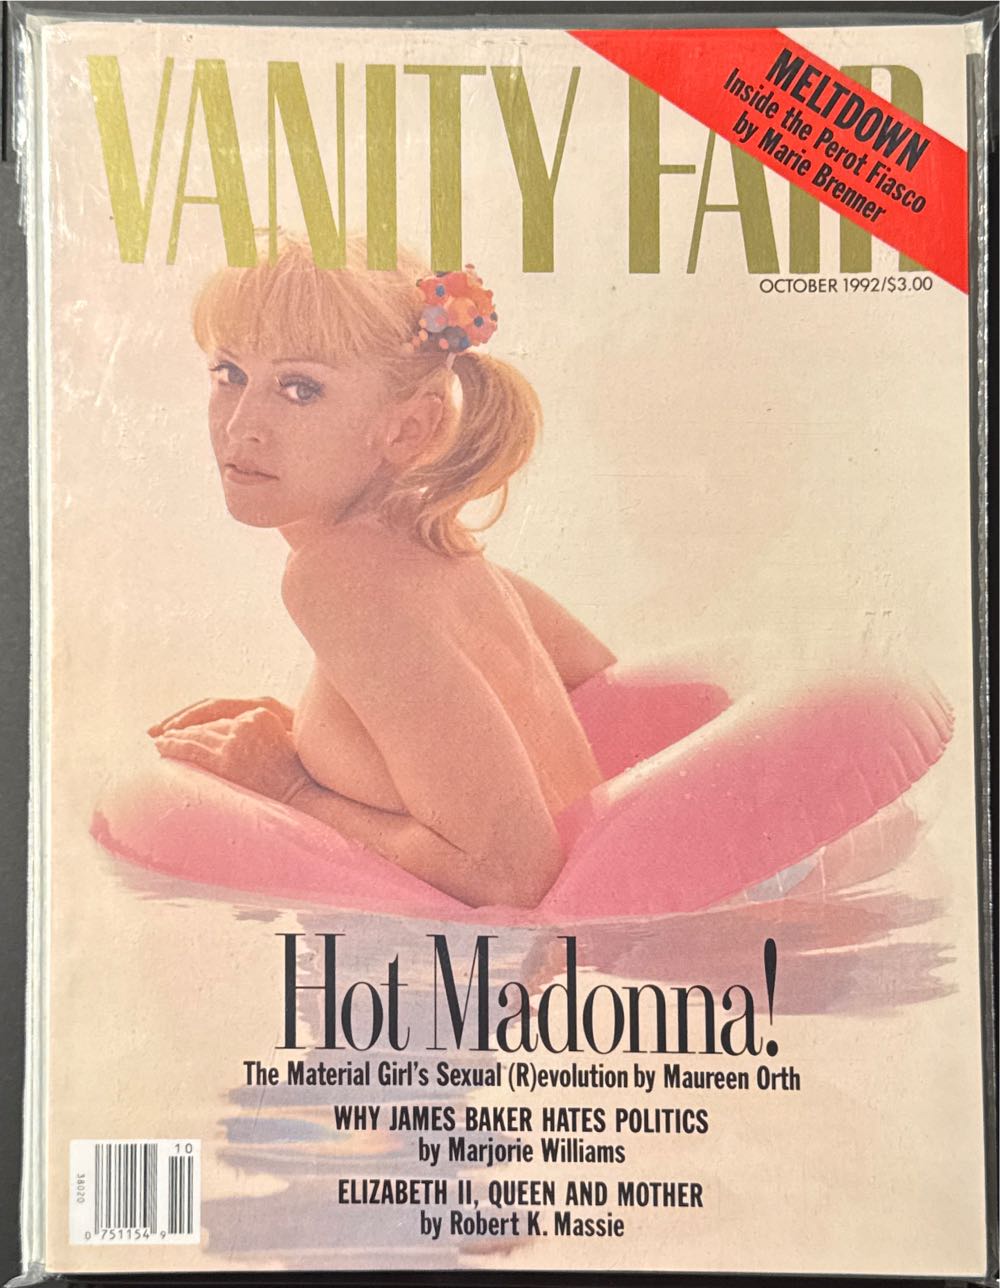 VANITY FAIR
MELTDOWN
Inside the Perot Fiasco
by Marie Brenner
OCTOBER 1992/$3.00
Hot Madonna!
The Material Girl's Sexual (R)evolution by Maureen Orth
WHY JAMES BAKER HATES POLITICS
by Marjorie Williams
ELIZABETH II, QUEEN AND MOTHER
by Robert K. Massie
10
38020
0 751154 9